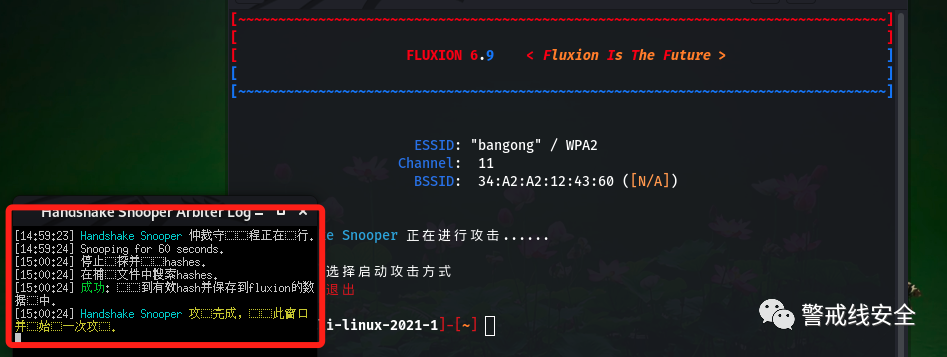 FLUXION 6.9 < Fluxion Is The Future >
ESSID: "bangong" / WPA2
Channel: 11
BSSID: 34:A2:A2:12:43:60 ([N/A])
Handshake Snooper Arbiter Log
[14:59:23] Handshake Snooper 仲裁守□□□程正在□行.
[14:59:24] Snooping for 60 seconds.
[15:00:24] 停止□探并□□□hashes.
[15:00:24] 在捕□文件中搜索hashes.
[15:00:24] 成功: □□□到有效hash并保存到fluxion的数
据□中.
[15:00:24] Handshake Snooper 攻□完成, □□□此窗口
并□始□一次攻□.
ke Snooper 正在进行攻击......
选择启动攻击方式
退出
i-linux-2021-1]-[~]
警戒线安全